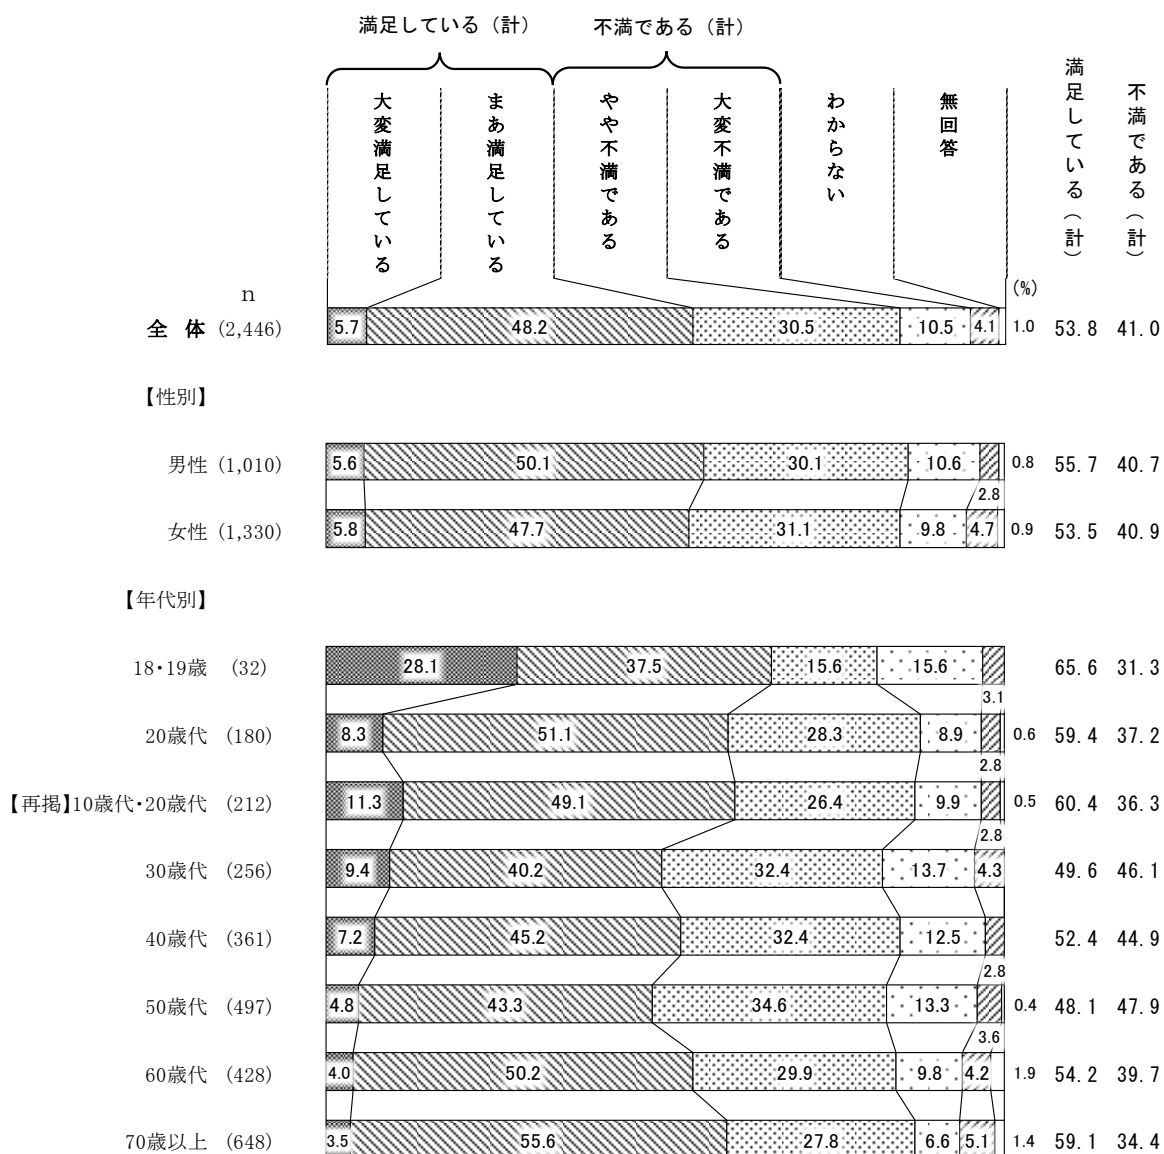 満足している（計）　不満である（計）
大変満足している
まあ満足している
やや不満である
大変不満である
わからない
無回答
満足している（計）
不満である（計）
n
(%)
全　体 (2,446) 5.7 48.2 30.5 10.5 4.1 1.0 53.8 41.0
【性別】
男性 (1,010) 5.6 50.1 30.1 10.6 0.8 55.7 40.7
2.8
女性 (1,330) 5.8 47.7 31.1 9.8 4.7 0.9 53.5 40.9
【年代別】
18・19歳 (32) 28.1 37.5 15.6 15.6 65.6 31.3
3.1
20歳代 (180) 8.3 51.1 28.3 8.9 0.6 59.4 37.2
2.8
【再掲】10歳代・20歳代 (212) 11.3 49.1 26.4 9.9 0.5 60.4 36.3
2.8
30歳代 (256) 9.4 40.2 32.4 13.7 4.3 49.6 46.1
40歳代 (361) 7.2 45.2 32.4 12.5 52.4 44.9
2.8
50歳代 (497) 4.8 43.3 34.6 13.3 0.4 48.1 47.9
3.6
60歳代 (428) 4.0 50.2 29.9 9.8 4.2 1.9 54.2 39.7
70歳以上 (648) 3.5 55.6 27.8 6.6 5.1 1.4 59.1 34.4